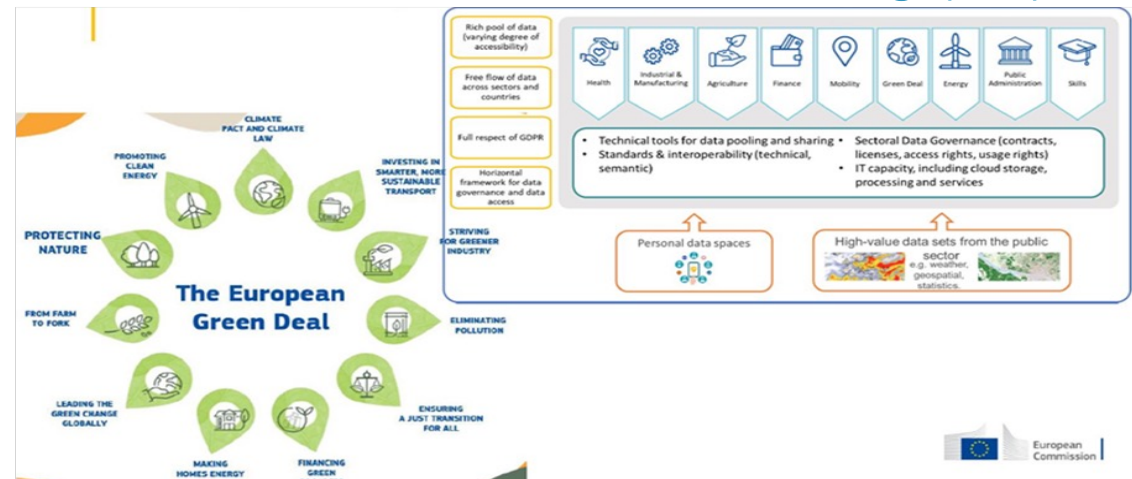 Rich pool of data
(varying degree of
accessibility)
Free flow of data
across sectors and
countries
Full respect of GDPR
Horizontal
framework for data
governance and data
access
Health
Industrial &
Manufacturing
Agriculture
Finance
Mobility
Green Deal
Energy
Public
Administration
Skills
• Technical tools for data pooling and sharing
• Standards & interoperability (technical,
semantic)
• Sectoral Data Governance (contracts,
licenses, access rights, usage rights)
• IT capacity, including cloud storage,
processing and services
Personal data spaces
High-value data sets from the public
sector
e.g. weather,
geospatial,
statistics.
CLIMATE
PACT AND CLIMATE
LAW
PROMOTING
CLEAN
ENERGY
INVESTING IN
SMARTER, MORE
SUSTAINABLE
TRANSPORT
PROTECTING
NATURE
STRIVING
FOR GREENER
INDUSTRY
The European
Green Deal
FROM FARM
TO FORK
ELIMINATING
POLLUTION
LEADING THE
GREEN CHANGE
GLOBALLY
ENSURING
A JUST TRANSITION
FOR ALL
MAKING
HOMES ENERGY
FINANCING
GREEN
European
Commission